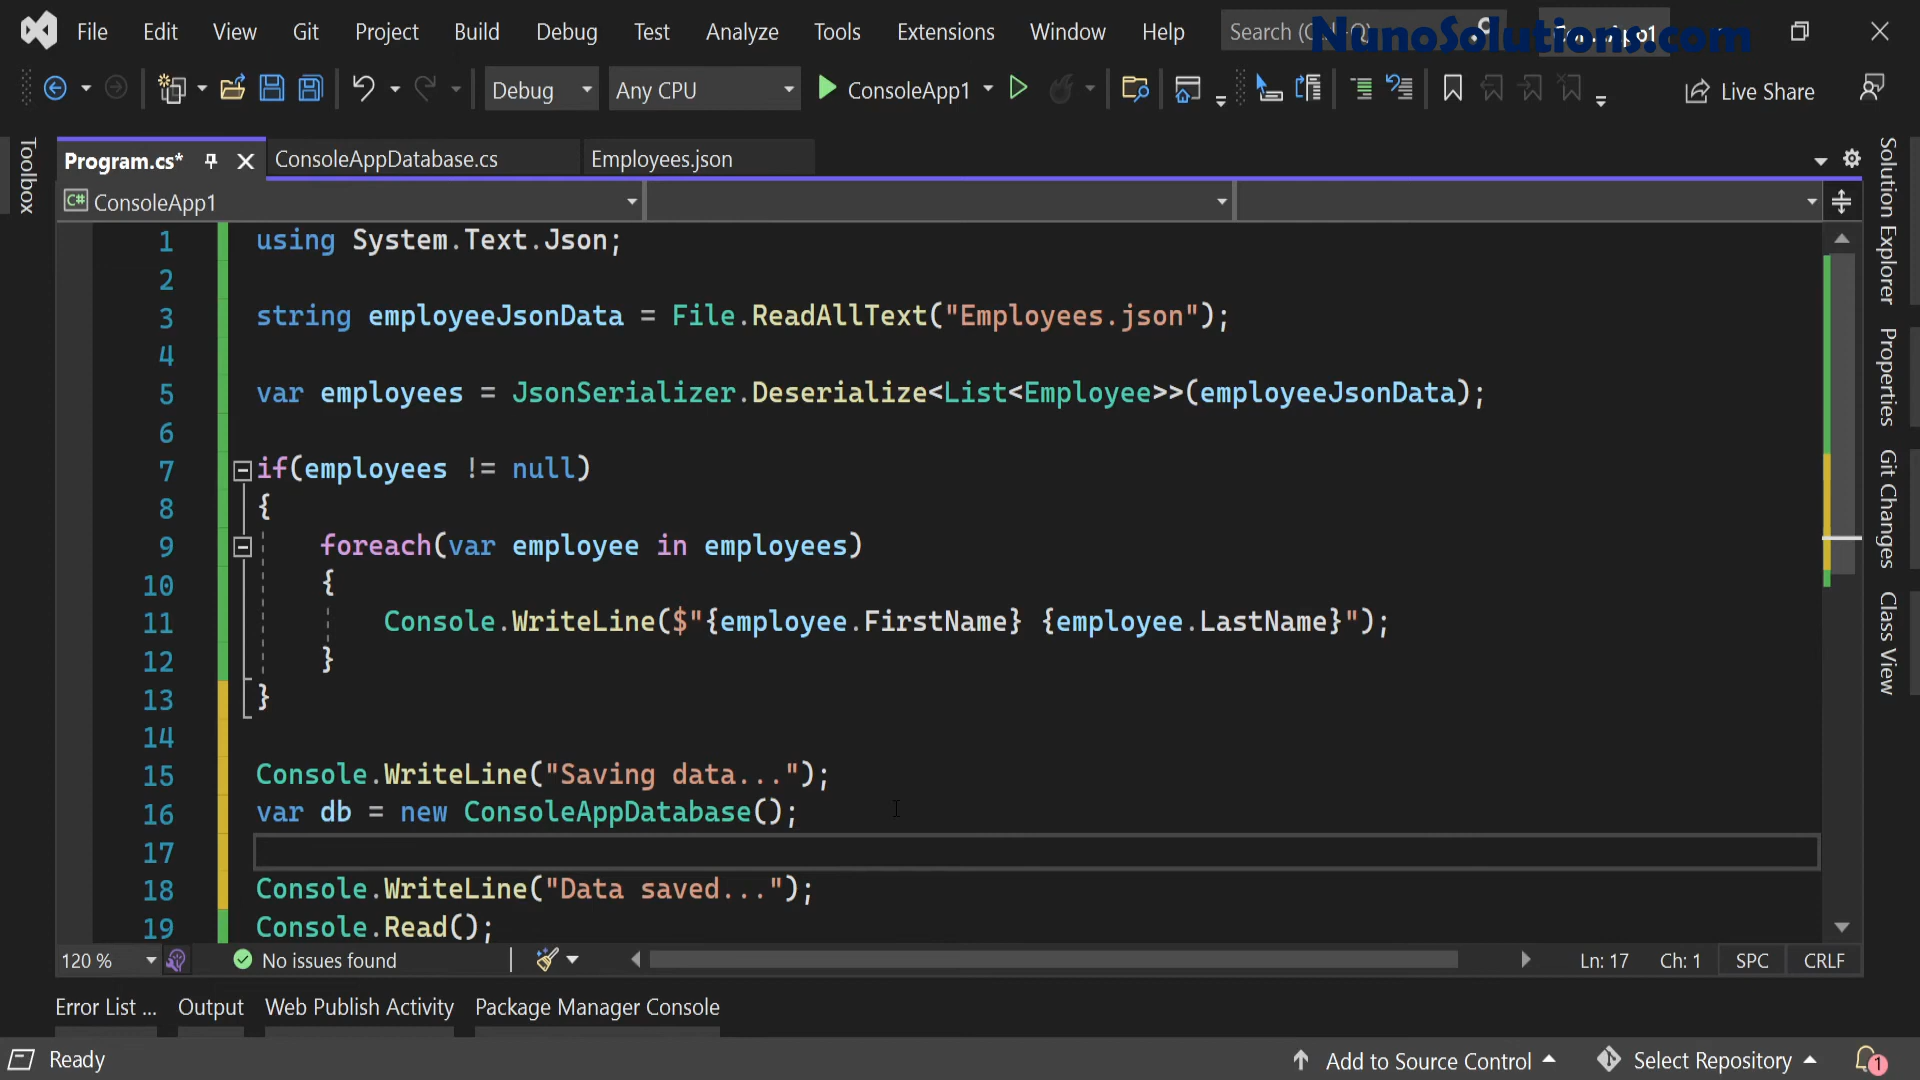 File Edit View Git Project Build Debug Test Analyze Tools Extensions Window Help Search
NunoSolutions.com
Debug Any CPU ConsoleApp1 Live Share
Toolbox
Program.cs* ConsoleAppDatabase.cs Employees.json
C# ConsoleApp1
1 using System.Text.Json;
2
3 string employeeJsonData = File.ReadAllText("Employees.json");
4
5 var employees = JsonSerializer.Deserialize<List<Employee>>(employeeJsonData);
6
7 if(employees != null)
8 {
9 foreach(var employee in employees)
10 {
11 Console.WriteLine($"{employee.FirstName} {employee.LastName}");
12 }
13 }
14
15 Console.WriteLine("Saving data...");
16 var db = new ConsoleAppDatabase();
17
18 Console.WriteLine("Data saved...");
19 Console.Read();
Solution Explorer
Properties
Git Changes
Class View
120 % No issues found Ln: 17 Ch: 1 SPC CRLF
Error List ... Output Web Publish Activity Package Manager Console
Ready Add to Source Control Select Repository 1